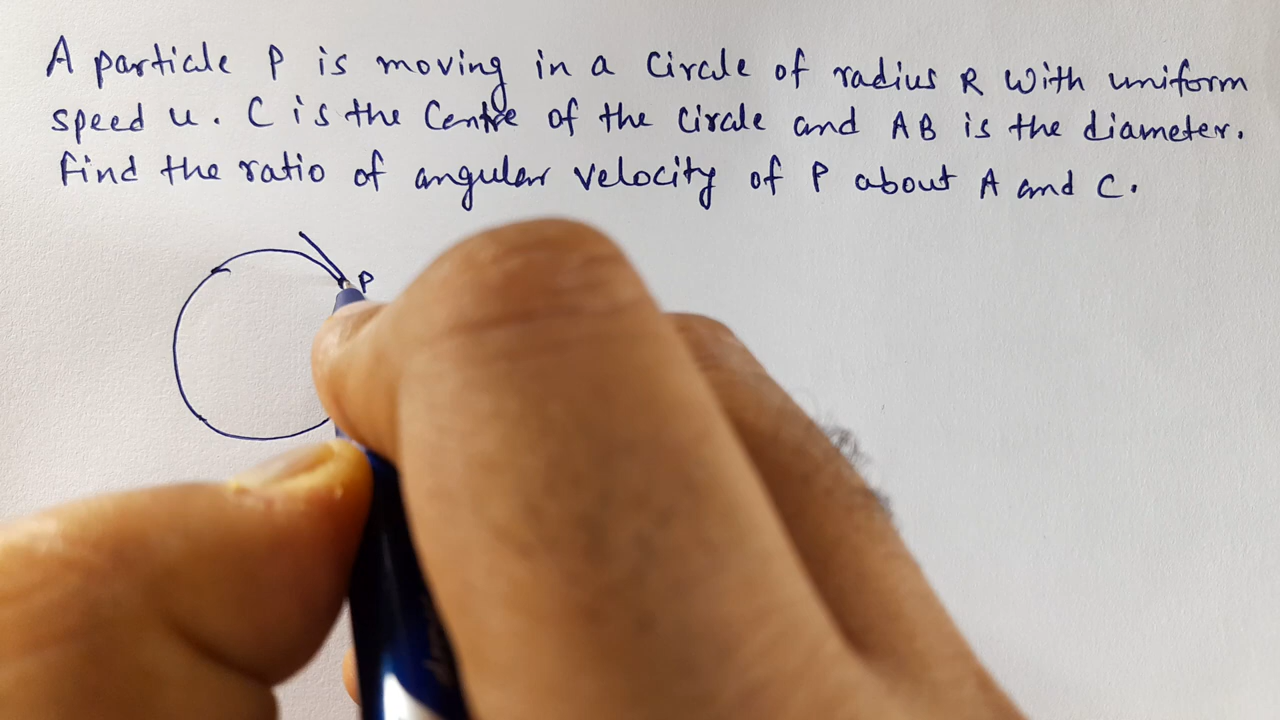 A particle P is moving in a circle of radius R with uniform
speed u. C is the Centre of the circle and AB is the diameter.
Find the ratio of angular velocity of P about A and C.
P